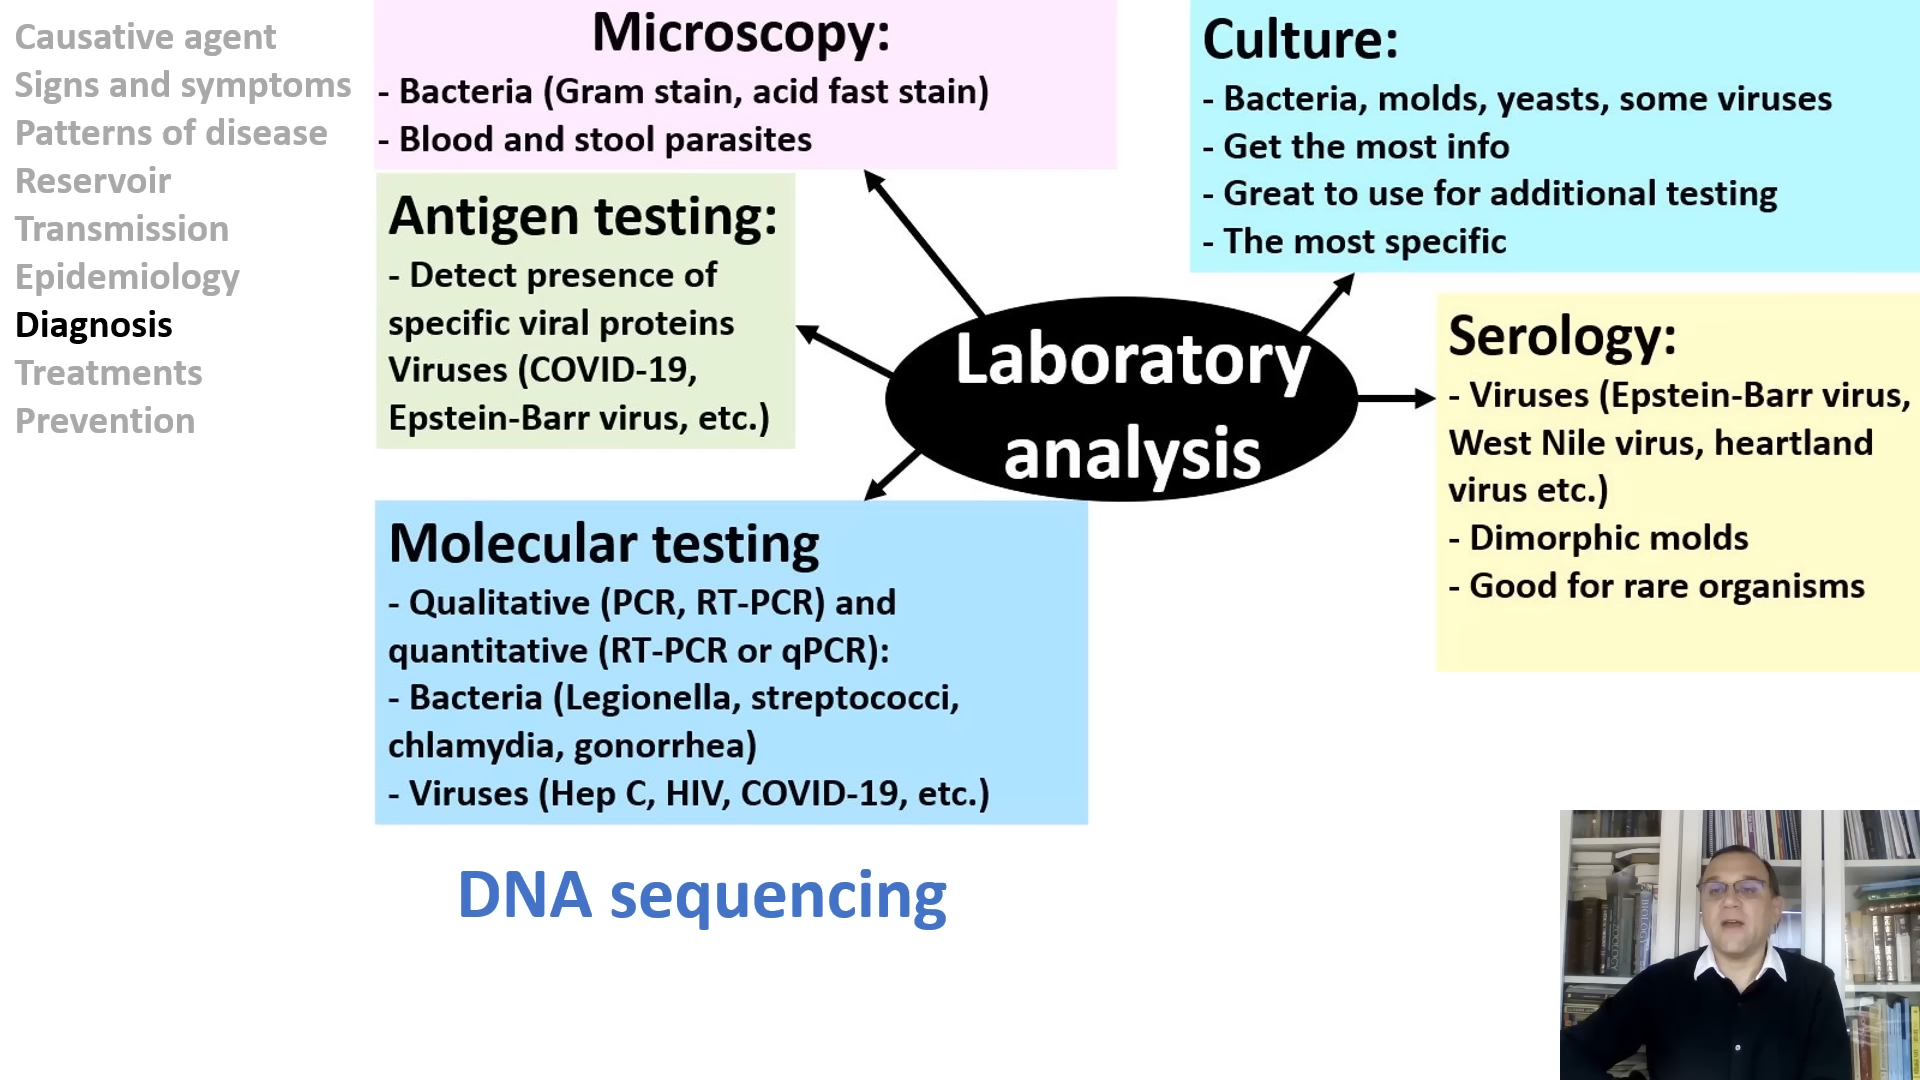 Causative agent
Signs and symptoms
Patterns of disease
Reservoir
Transmission
Epidemiology
Diagnosis
Treatments
Prevention
Microscopy:
- Bacteria (Gram stain, acid fast stain)
- Blood and stool parasites
Culture:
- Bacteria, molds, yeasts, some viruses
- Get the most info
- Great to use for additional testing
- The most specific
Antigen testing:
- Detect presence of
specific viral proteins
Viruses (COVID-19,
Epstein-Barr virus, etc.)
Laboratory
analysis
Serology:
- Viruses (Epstein-Barr virus,
West Nile virus, heartland
virus etc.)
- Dimorphic molds
- Good for rare organisms
Molecular testing
- Qualitative (PCR, RT-PCR) and
quantitative (RT-PCR or qPCR):
- Bacteria (Legionella, streptococci,
chlamydia, gonorrhea)
- Viruses (Hep C, HIV, COVID-19, etc.)
DNA sequencing
ZOOLOGY
BIOLOGY